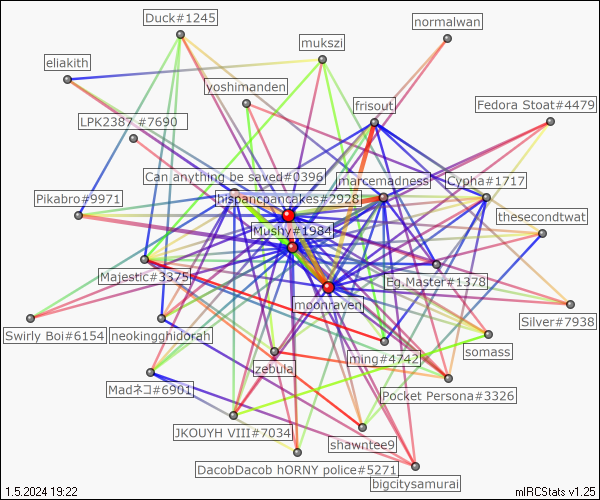 Duck#1245
normalwan
mukszi
eliakith
yoshimanden
frisout
Fedora Stoat#4479
LPK2387 #7690
Can anything be saved#0396
marcemadness
Cypha#1717
Pikabro#9971
hispancpancakes#2928
thesecondtwat
Mushy#1984
Majestic#3375
Eg.Master#1378
moonraven
Silver#7938
Swirly Boi#6154
neokingghidorah
ming#4742
somass
zebula
Madネコ#6901
Pocket Persona#3326
JKOUYH VIII#7034
shawntee9
DacobDacob hORNY police#5271
bigcitysamurai
1.5.2024 19:22
mIRCStats v1.25